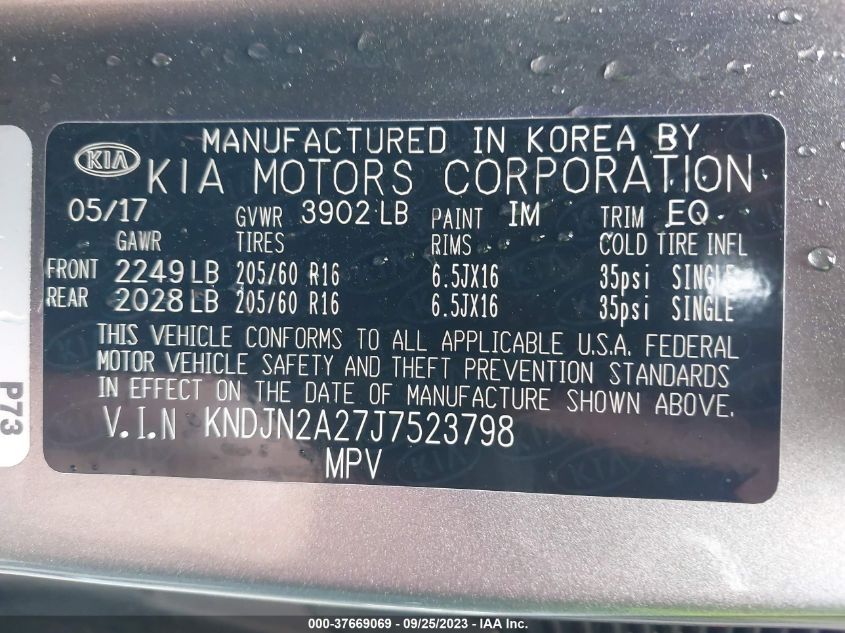 MANUFACTURED IN KOREA BY
KIA KIA MOTORS CORPORATION
05/17 GVWR 3902 LB PAINT IM TRIM EQ
GAWR TIRES RIMS COLD TIRE INFL
FRONT 2249 LB 205/60 R16 6.5JX16 35psi SINGLE
REAR 2028 LB 205/60 R16 6.5JX16 35psi SINGLE
THIS VEHICLE CONFORMS TO ALL APPLICABLE U.S.A. FEDERAL
MOTOR VEHICLE SAFETY AND THEFT PREVENTION STANDARDS
IN EFFECT ON THE DATE OF MANUFACTURE SHOWN ABOVE.
V.I.N KNDJN2A27J7523798
MPV
P73
000-37669069 - 09/25/2023 - IAA Inc.